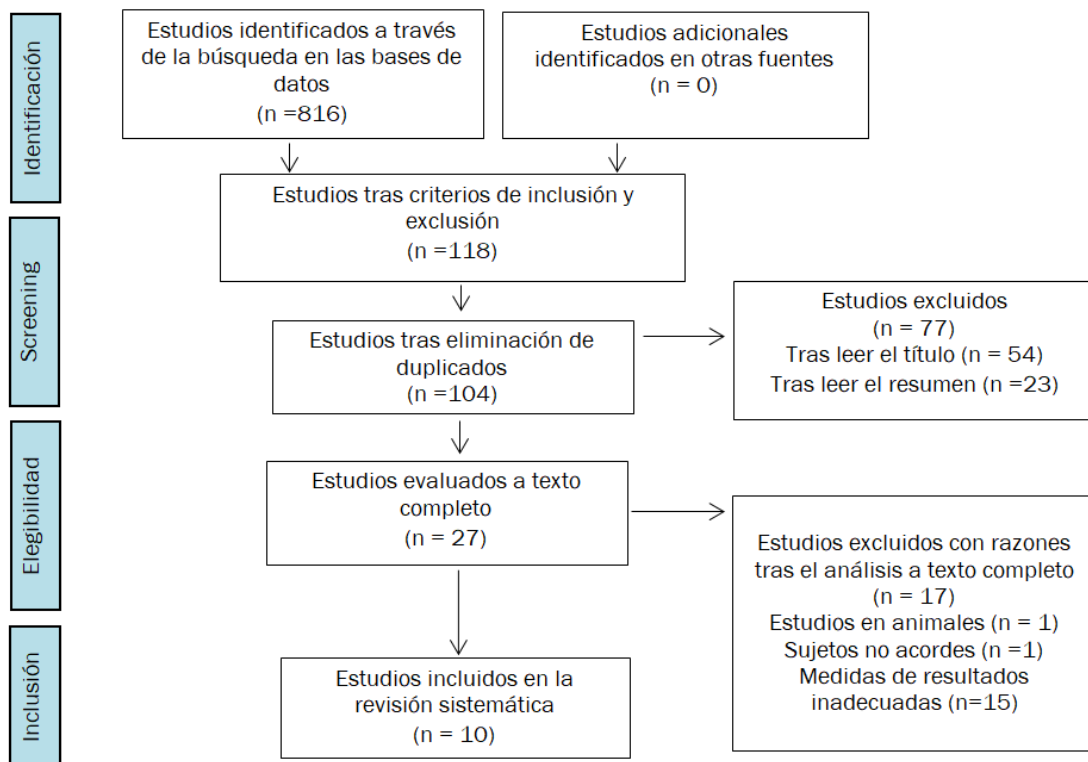 Identificación
Estudios identificados a través
de la búsqueda en las bases de
datos
(n =816)
Estudios adicionales
identificados en otras fuentes
(n = 0)
Estudios tras criterios de inclusión y
exclusión
(n =118)
Screening
Estudios tras eliminación de
duplicados
(n =104)
Estudios excluidos
(n = 77)
Tras leer el título (n = 54)
Tras leer el resumen (n =23)
Elegibilidad
Estudios evaluados a texto
completo
(n = 27)
Estudios excluidos con razones
tras el análisis a texto completo
(n = 17)
Estudios en animales (n = 1)
Sujetos no acordes (n =1)
Medidas de resultados
inadecuadas (n=15)
Inclusión
Estudios incluidos en la
revisión sistemática
(n = 10)